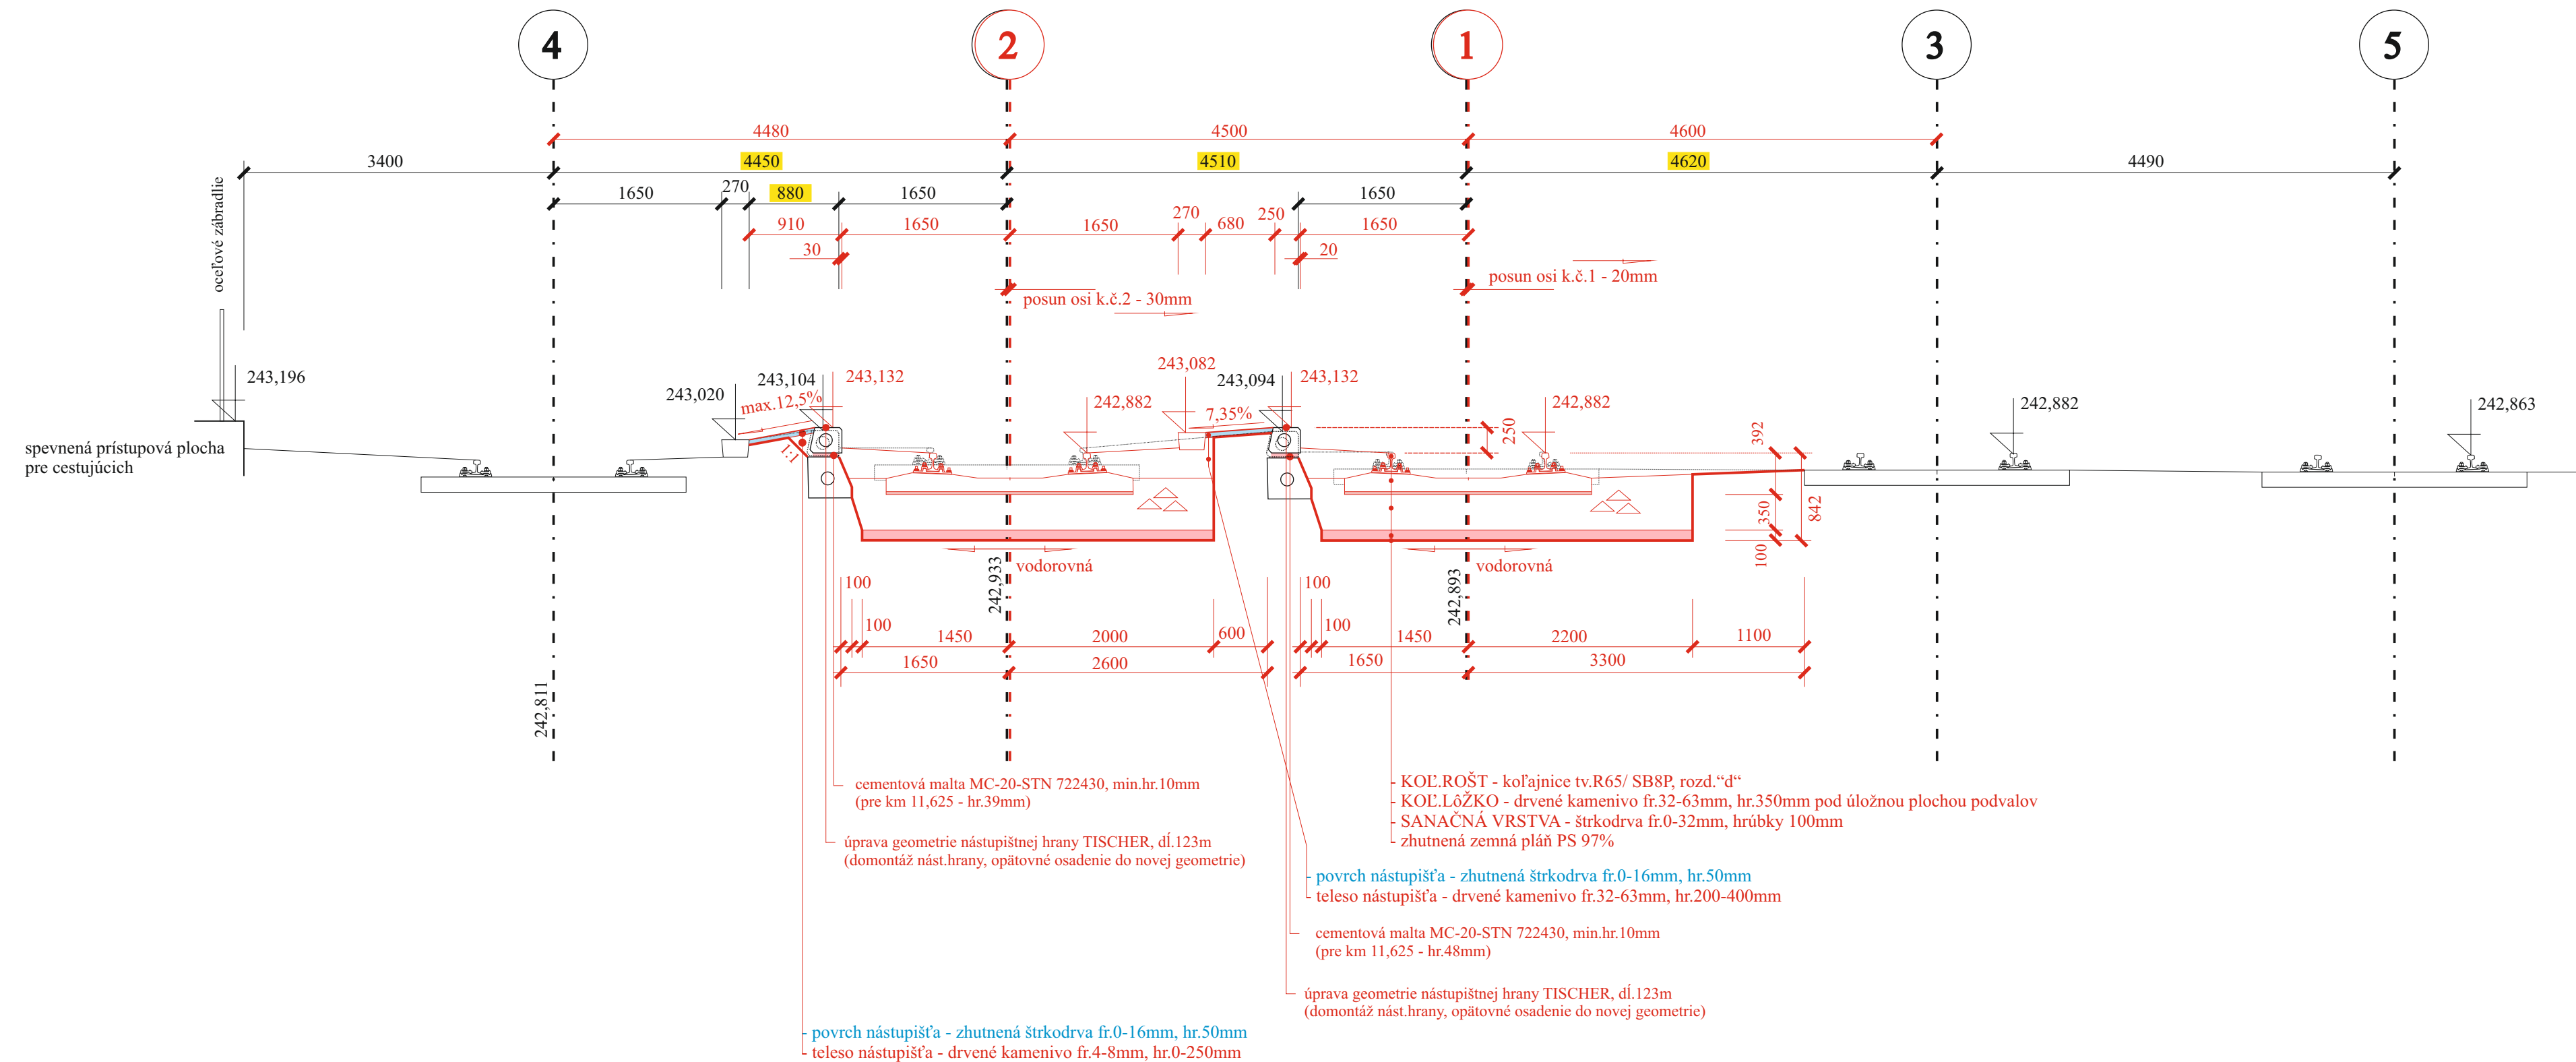 4
2
1
3
5
4480
4500
4600
3400
4450
4510
4620
4490
1650
270
880
1650
1650
910
1650
1650
270
680
250
1650
30
20
oceľové zábradlie
posun osi k.č.2 - 30mm
posun osi k.č.1 - 20mm
243,196
243,020
max.12,5%
243,104
243,132
242,882
243,082
7,35%
243,094
243,132
242,882
250
392
242,882
242,863
spevnená prístupová plocha
pre cestujúcich
1:1
350
842
100
vodorovná
vodorovná
242,933
242,893
242,811
100
100
1450
2000
600
100
100
1450
2200
1100
1650
2600
1650
3300
cementová malta MC-20-STN 722430, min.hr.10mm
(pre km 11,625 - hr.39mm)
úprava geometrie nástupištnej hrany TISCHER, dĺ.123m
(domontáž nást.hrany, opätovné osadenie do novej geometrie)
- KOĽ.ROŠT - koľajnice tv.R65/ SB8P, rozd.“d“
- KOĽ.LôŽKO - drvené kamenivo fr.32-63mm, hr.350mm pod úložnou plochou podvalov
- SANAČNÁ VRSTVA - štrkodrva fr.0-32mm, hrúbky 100mm
- zhutnená zemná pláň PS 97%
- povrch nástupišťa - zhutnená štrkodrva fr.0-16mm, hr.50mm
- teleso nástupišťa - drvené kamenivo fr.32-63mm, hr.200-400mm
cementová malta MC-20-STN 722430, min.hr.10mm
(pre km 11,625 - hr.48mm)
úprava geometrie nástupištnej hrany TISCHER, dĺ.123m
(domontáž nást.hrany, opätovné osadenie do novej geometrie)
- povrch nástupišťa - zhutnená štrkodrva fr.0-16mm, hr.50mm
- teleso nástupišťa - drvené kamenivo fr.4-8mm, hr.0-250mm